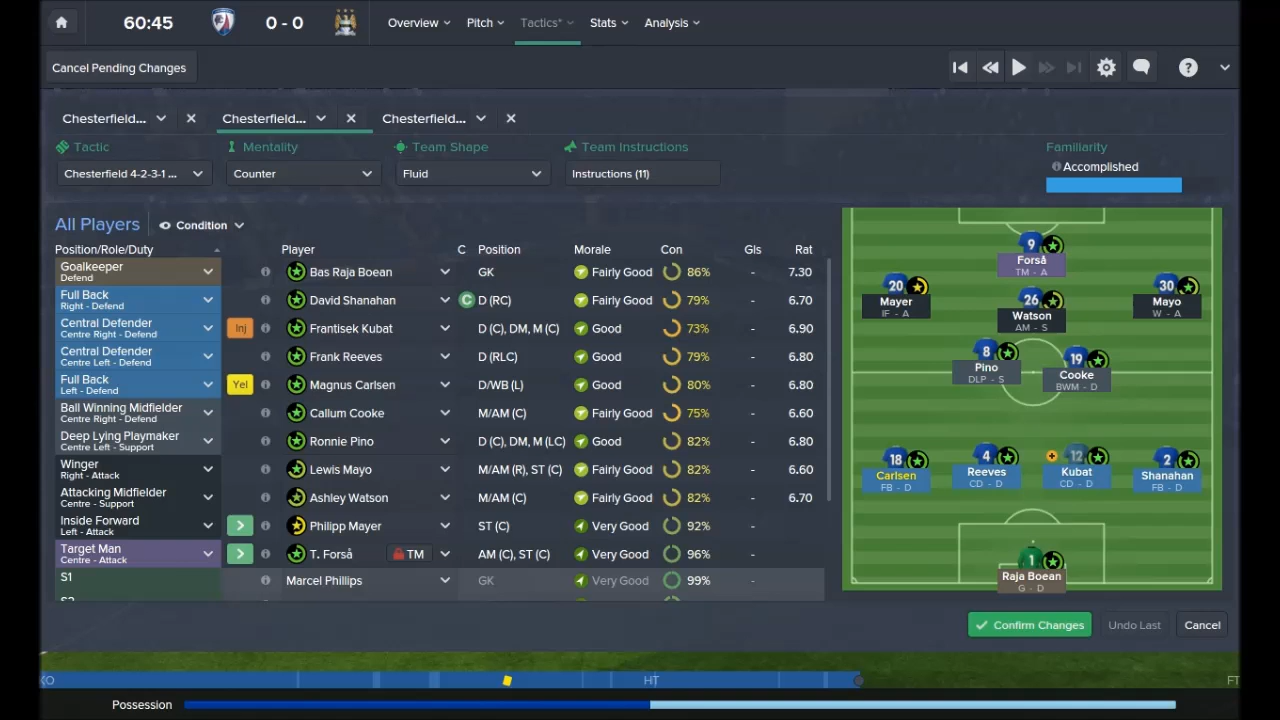 60:45 0 - 0 Overview Pitch Tactics* Stats Analysis
Cancel Pending Changes
Chesterfield... Chesterfield... Chesterfield...
Tactic Mentality Team Shape Team Instructions Familiarity
Chesterfield 4-2-3-1 ... Counter Fluid Instructions (11) Accomplished
All Players Condition
Position/Role/Duty Player C Position Morale Con Gls Rat
Goalkeeper
Defend
Bas Raja Boean GK Fairly Good 86% - 7.30
Full Back
Right - Defend
David Shanahan C D (RC) Fairly Good 79% - 6.70
Central Defender
Centre Right - Defend
Inj Frantisek Kubat D (C), DM, M (C) Good 73% - 6.90
Central Defender
Centre Left - Defend
Frank Reeves D (RLC) Good 79% - 6.80
Full Back
Left - Defend
Yel Magnus Carlsen D/WB (L) Good 80% - 6.80
Ball Winning Midfielder
Centre Right - Defend
Callum Cooke M/AM (C) Fairly Good 75% - 6.60
Deep Lying Playmaker
Centre Left - Support
Ronnie Pino D (C), DM, M (LC) Good 82% - 6.80
Winger
Right - Attack
Lewis Mayo M/AM (R), ST (C) Fairly Good 82% - 6.60
Attacking Midfielder
Centre - Support
Ashley Watson M/AM (C) Fairly Good 82% - 6.70
Inside Forward
Left - Attack
Philipp Mayer ST (C) Very Good 92% -
Target Man
Centre - Attack
T. Forså TM AM (C), ST (C) Very Good 96% -
S1 Marcel Phillips GK Very Good 99% -
S2
9
Forså
TM - A
20
Mayer
IF - A
26
Watson
AM - S
30
Mayo
W - A
8
Pino
DLP - S
19
Cooke
BWM - D
18
Carlsen
FB - D
4
Reeves
CD - D
12
Kubat
CD - D
2
Shanahan
FB - D
1
Raja Boean
G - D
Confirm Changes Undo Last Cancel
KO HT FT
Possession